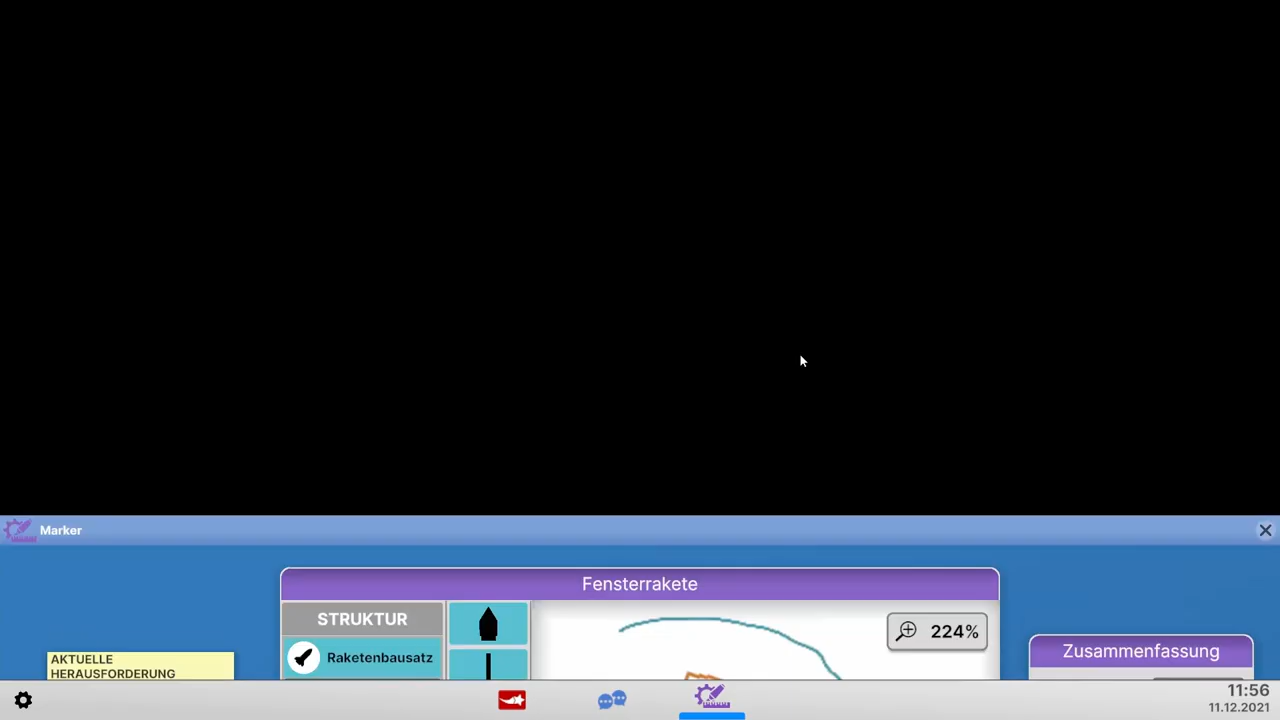 Marker
Fensterrakete
STRUKTUR
224%
Raketenbausatz
Zusammenfassung
AKTUELLE
HERAUSFORDERUNG
11:56
11.12.2021